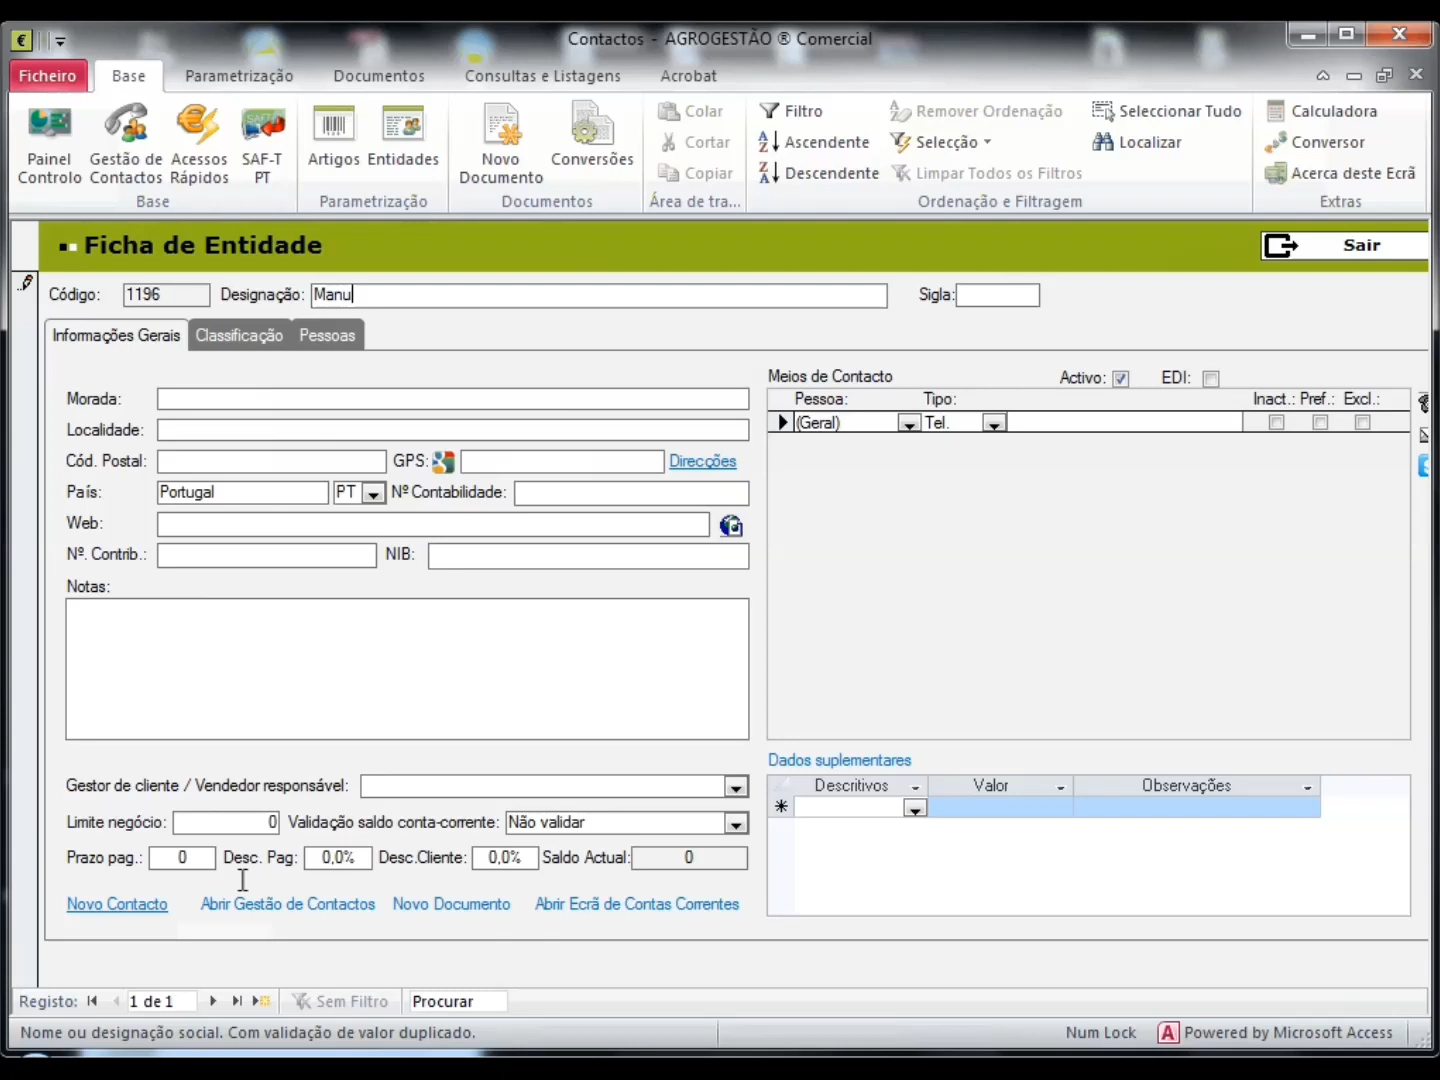 Contactos - AGROGESTÃO ® Comercial
Ficheiro Base Parametrização Documentos Consultas e Listagens Acrobat
Painel Controlo
Gestão de Contactos
Acessos Rápidos
SAF-T PT
Base
Artigos Entidades
Parametrização
Novo Documento
Conversões
Documentos
Colar
Cortar
Copiar
Área de tra...
Filtro
Ascendente
Descendente
Remover Ordenação
Selecção
Limpar Todos os Filtros
Seleccionar Tudo
Localizar
Ordenação e Filtragem
Calculadora
Conversor
Acerca deste Ecrã
Extras
Ficha de Entidade
Sair
Código: 1196 Designação: Manu Sigla:
Informações Gerais Classificação Pessoas
Morada:
Localidade:
Cód. Postal: GPS: Direcções
País: Portugal PT Nº Contabilidade:
Web:
Nº. Contrib.: NIB:
Notas:
Meios de Contacto Activo: EDI:
Pessoa: Tipo: Inact.: Pref.: Excl.:
(Geral) Tel.
Gestor de cliente / Vendedor responsável:
Limite negócio: 0 Validação saldo conta-corrente: Não validar
Prazo pag.: 0 Desc. Pag: 0,0% Desc.Cliente: 0,0% Saldo Actual: 0
Novo Contacto Abrir Gestão de Contactos Novo Documento Abrir Ecrã de Contas Correntes
Dados suplementares
Descritivos Valor Observações
Registo: 1 de 1 Sem Filtro Procurar
Nome ou designação social. Com validação de valor duplicado. Num Lock Powered by Microsoft Access